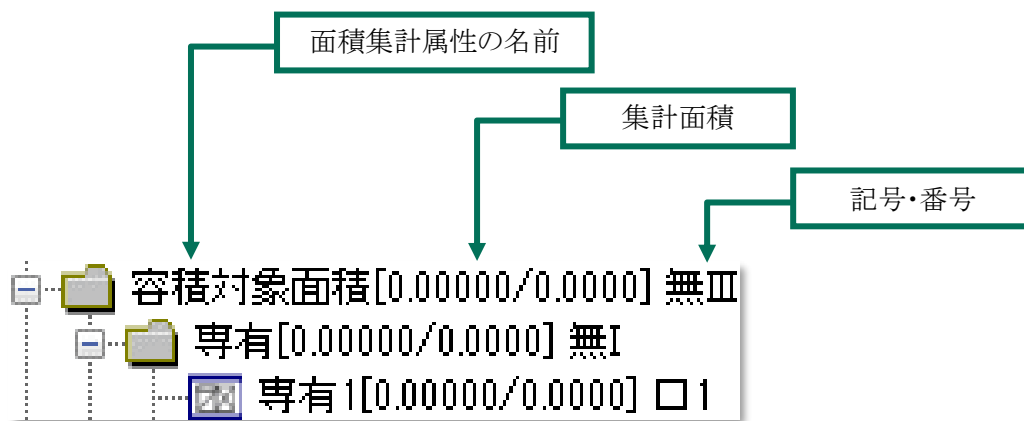 面積集計属性の名前
集計面積
記号・番号
容積対象面積[0.00000/0.0000] 無Ⅲ
専有[0.00000/0.0000] 無I
専有1[0.00000/0.0000] 口1